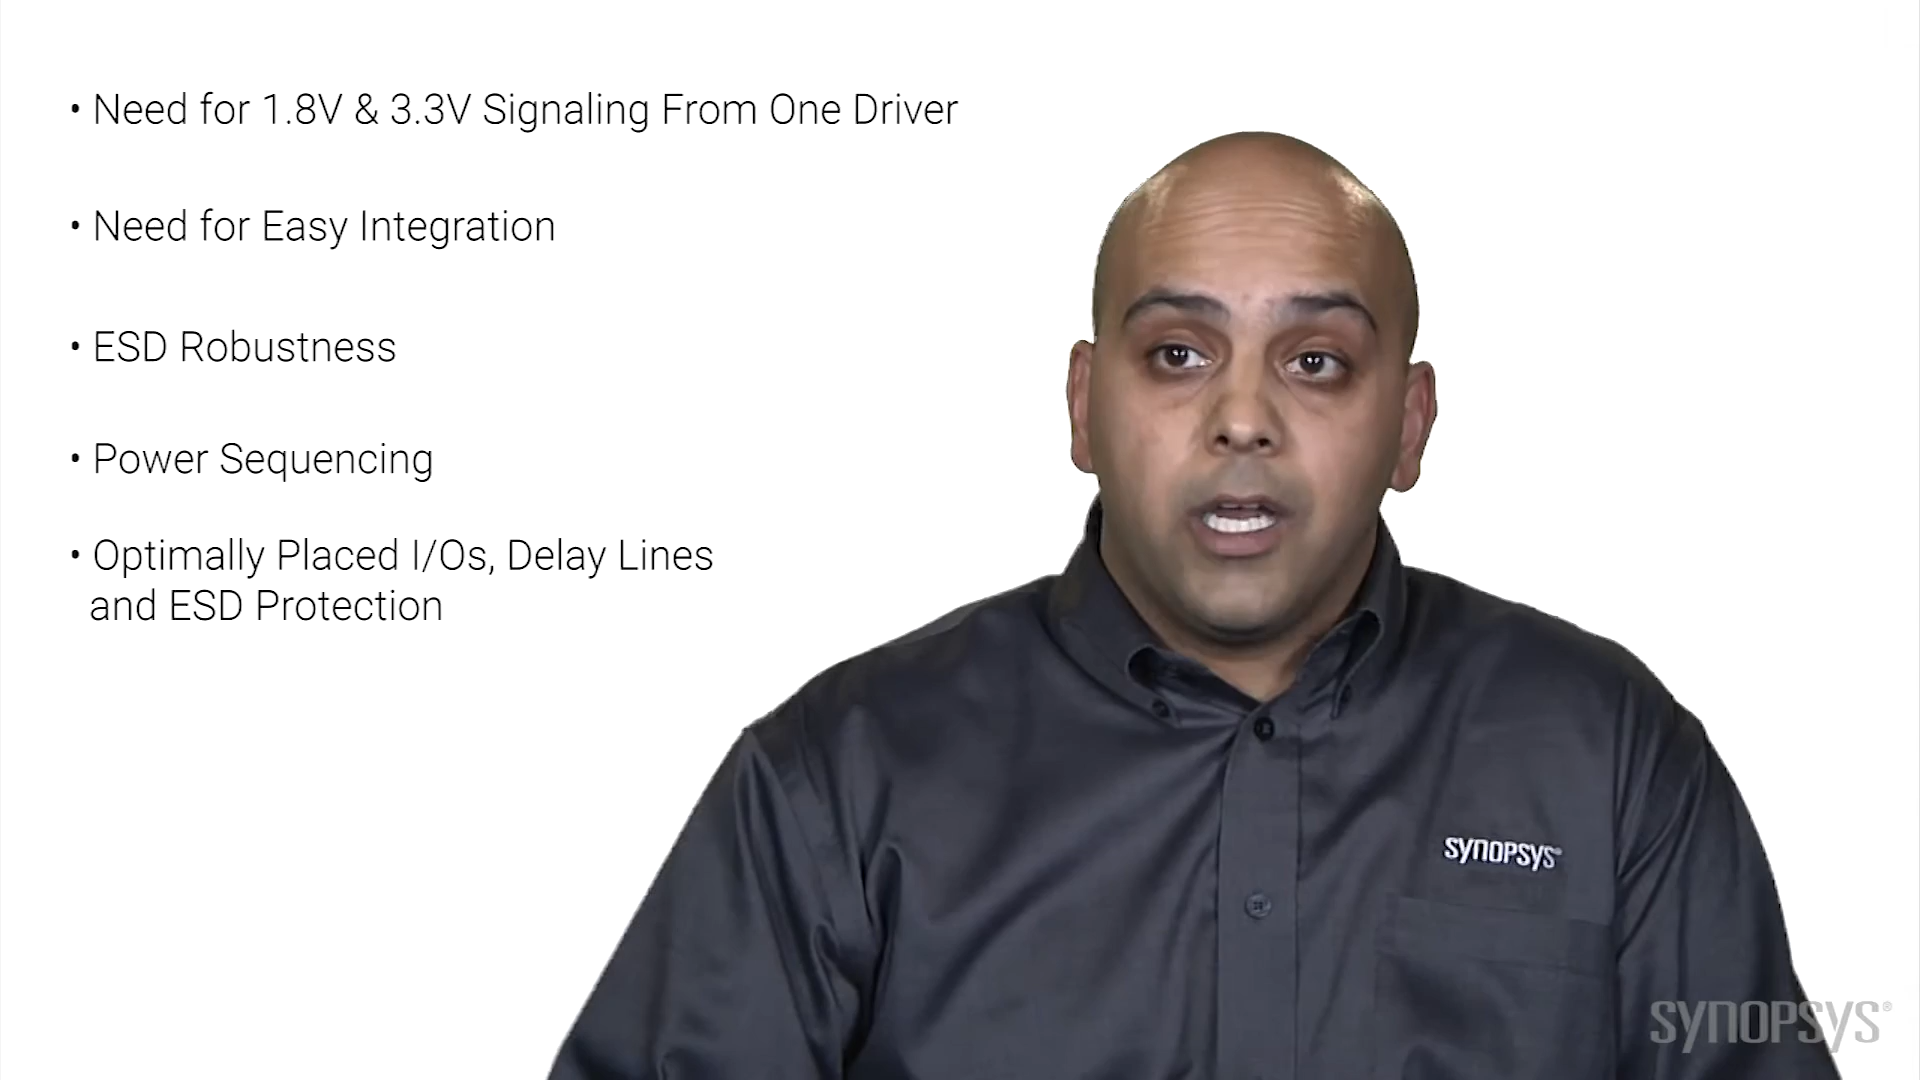 • Need for 1.8V & 3.3V Signaling From One Driver
• Need for Easy Integration
• ESD Robustness
• Power Sequencing
• Optimally Placed I/Os, Delay Lines
and ESD Protection
SYNOPSYS®
SYNOPSYS®